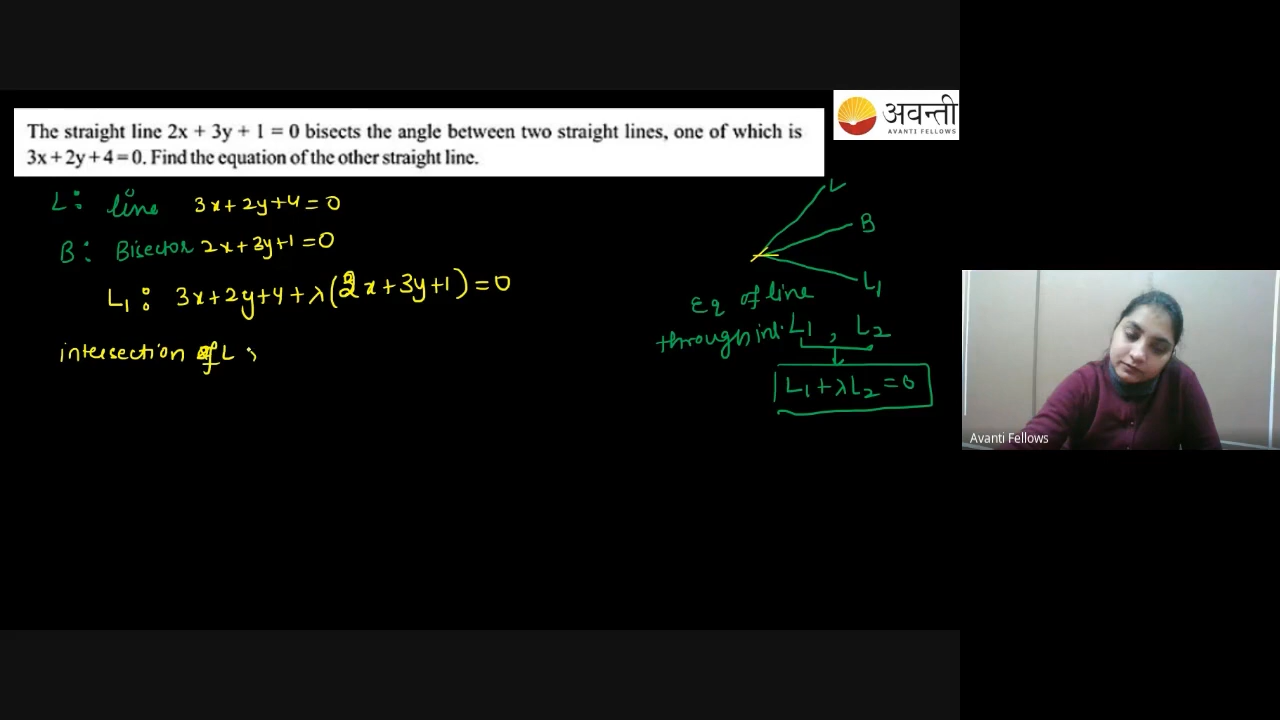 The straight line 2x + 3y + 1 = 0 bisects the angle between two straight lines, one of which is
3x + 2y + 4 = 0. Find the equation of the other straight line.
अवन्ती
AVANTI FELLOWS
L: line 3x + 2y + 4 = 0
B: Bisector 2x + 3y + 1 = 0
L₁: 3x + 2y + 4 + λ(2x + 3y + 1) = 0
intersection of L ;
L
B
L₁
Eq of line
through int. L₁, L₂
L₁ + λL₂ = 0
Avanti Fellows